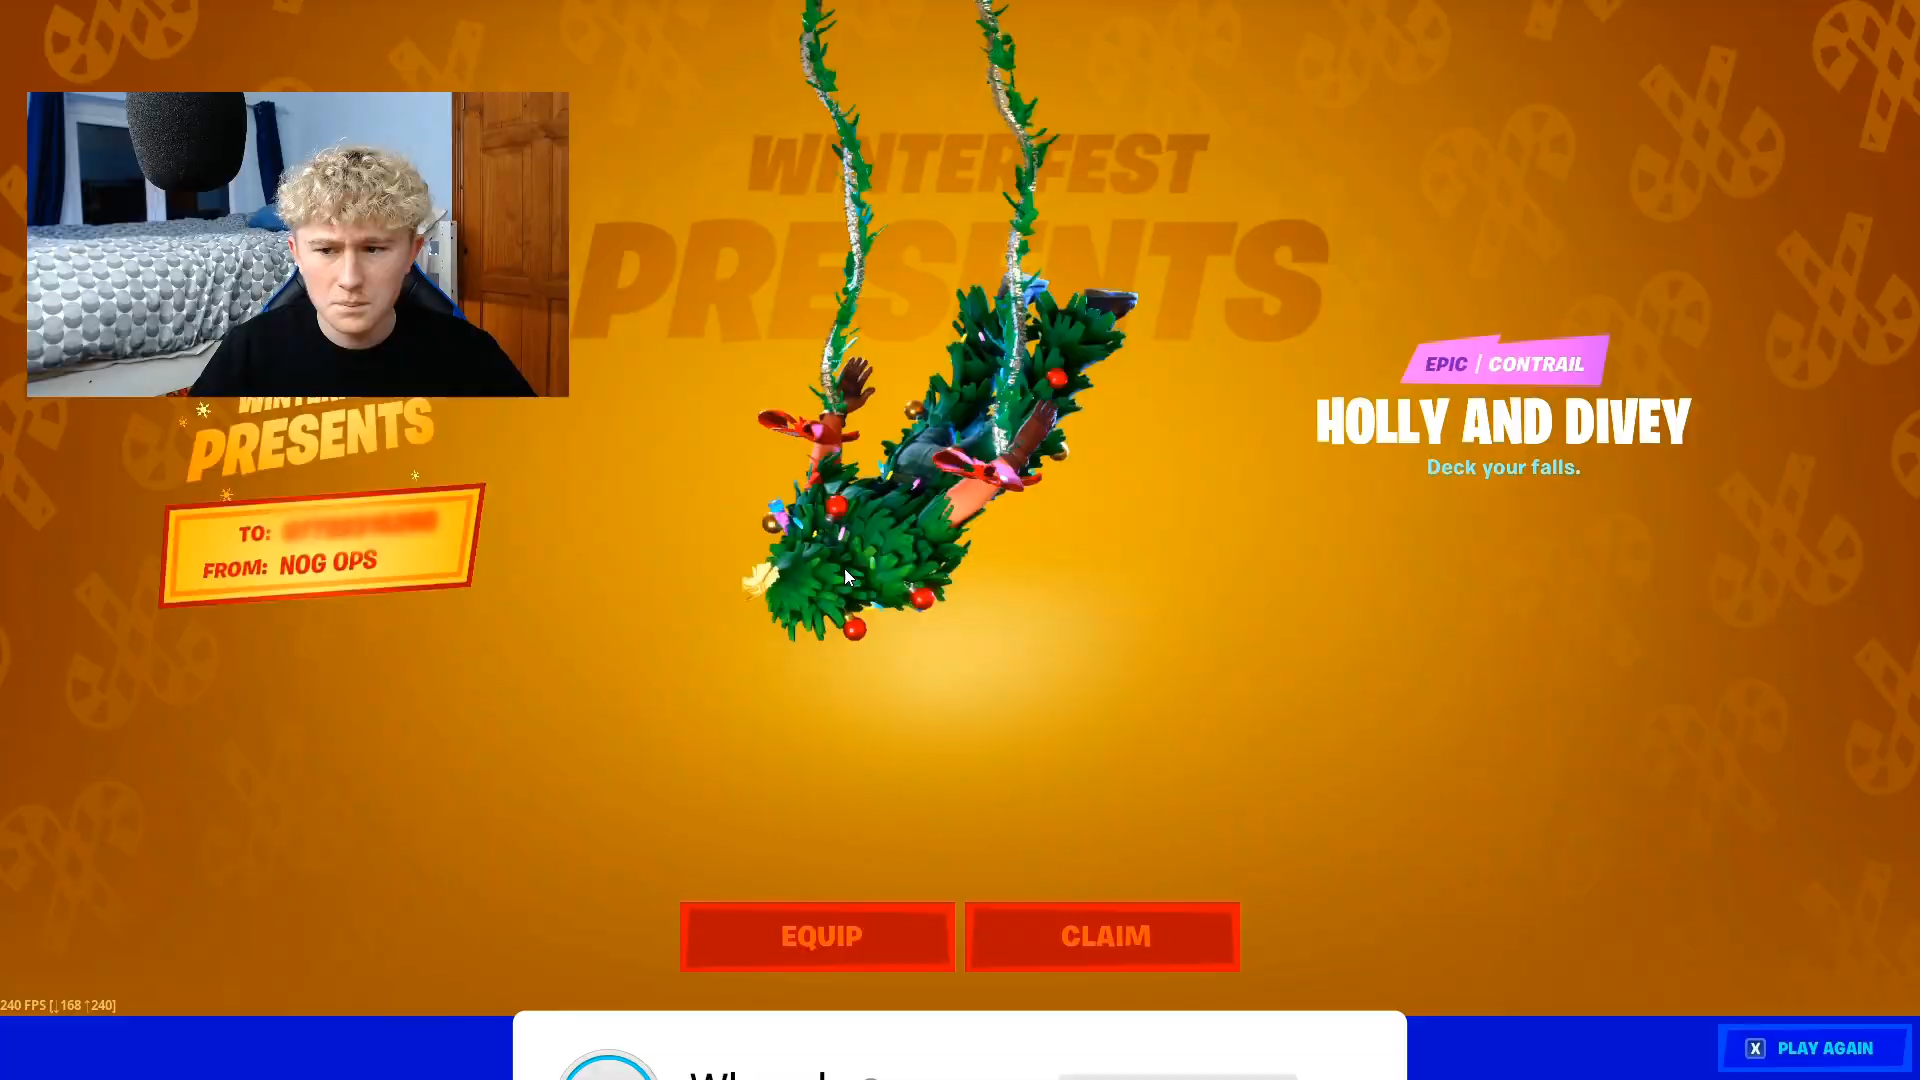 WINTERFEST
PRESENTS
PRESENTS
TO:
FROM: NOG OPS
EPIC / CONTRAIL
HOLLY AND DIVEY
Deck your falls.
EQUIP
CLAIM
240 FPS [↓168 ↑240]
X PLAY AGAIN